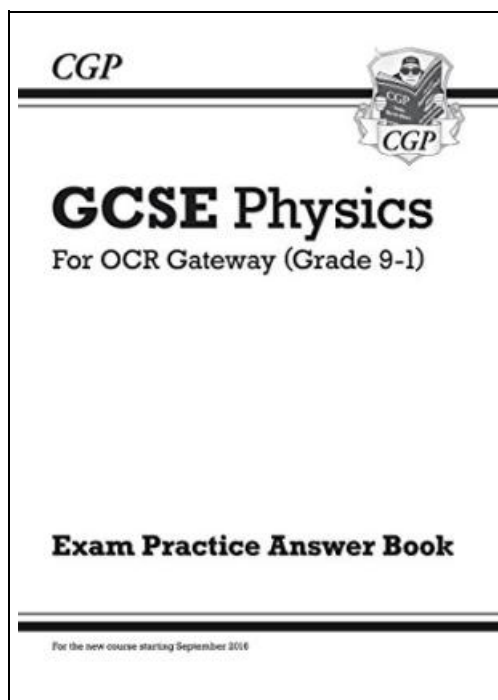 CGP
CGP
CGP
GCSE Physics
For OCR Gateway (Grade 9-1)
Exam Practice Answer Book
For the new course starting September 2016